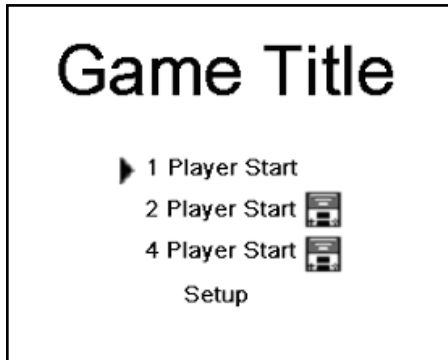 Game Title
1 Player Start
2 Player Start
4 Player Start
Setup